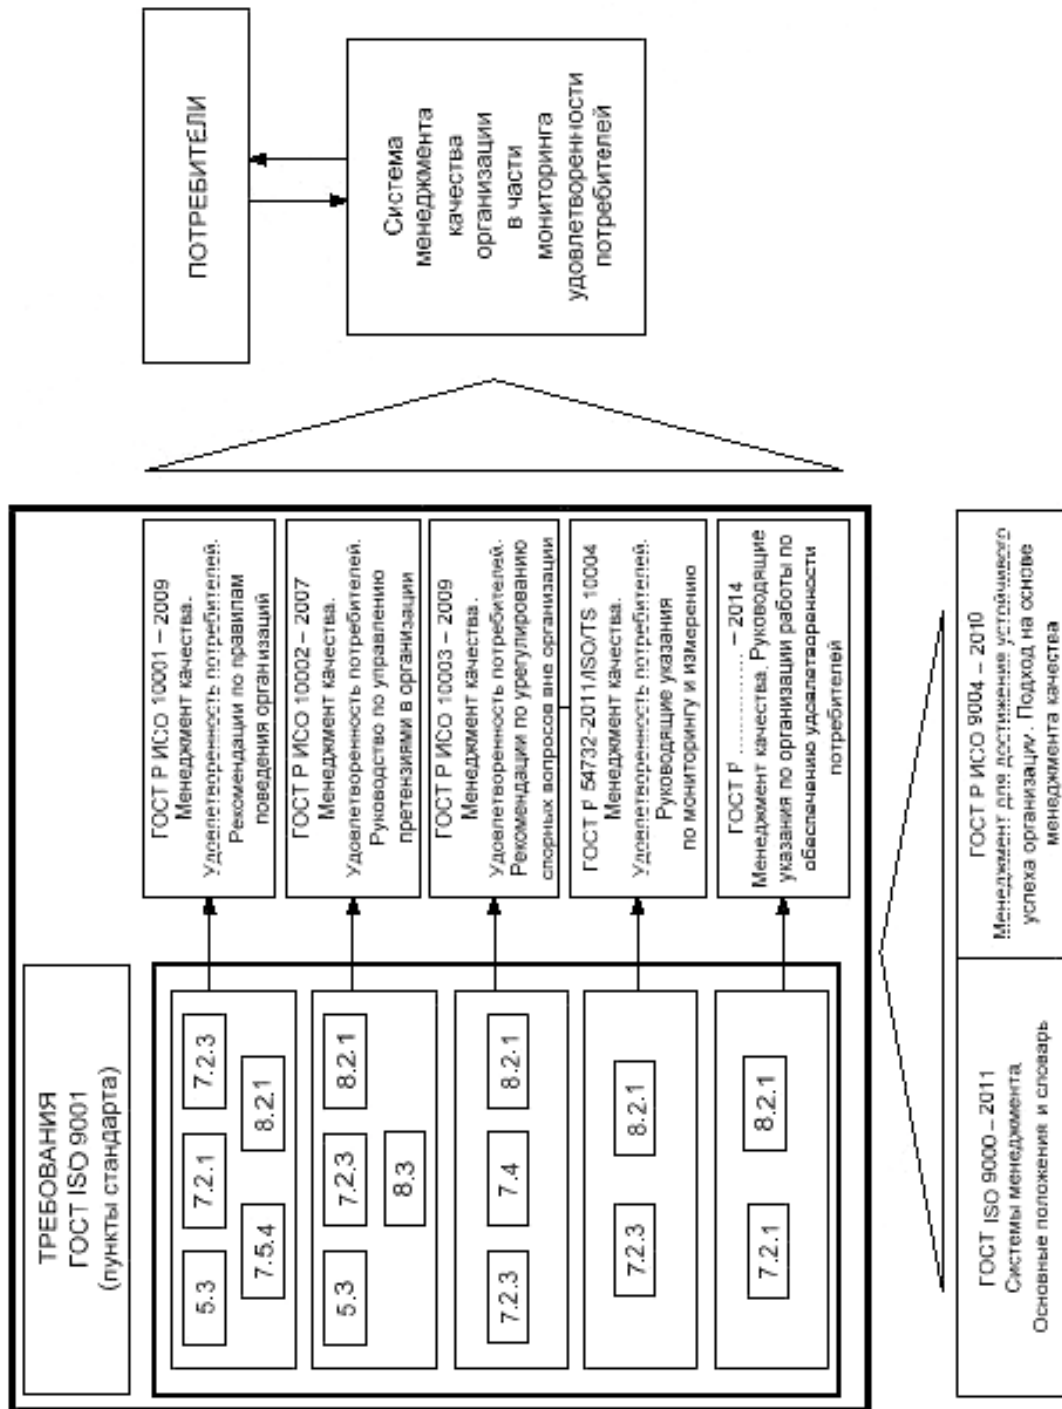 ТРЕБОВАНИЯ
ГОСТ ISO 9001
(пункты стандарта)
5.3
7.2.1
7.2.3
7.5.4
8.2.1
ГОСТ Р ИСО 10001 – 2009
Менеджмент качества.
Удовлетворенность потребителей.
Рекомендации по правилам
поведения организаций
5.3
7.2.3
8.2.1
8.3
ГОСТ Р ИСО 10002 – 2007
Менеджмент качества.
Удовлетворенность потребителей.
Руководство по управлению
претензиями в организации
7.2.3
7.4
8.2.1
ГОСТ Р ИСО 10003 – 2009
Менеджмент качества.
Удовлетворенность потребителей.
Рекомендации по урегулированию
спорных вопросов вне организации
7.2.3
8.2.1
ГОСТ Р 54732-2011/ISO/TS 10004
Менеджмент качества.
Удовлетворенность потребителей.
Руководящие указания
по мониторингу и измерению
7.2.1
8.2.1
ГОСТ Р ............ – 2014
Менеджмент качества. Руководящие
указания по организации работы по
обеспечению удовлетворенности
потребителей
ПОТРЕБИТЕЛИ
Система
менеджмента
качества
организации
в части
мониторинга
удовлетворенности
потребителей
ГОСТ ISO 9000 – 2011
Системы менеджмента.
Основные положения и словарь
ГОСТ Р ИСО 9004 – 2010
Менеджмент для достижение устойчивого
успеха организации. Подход на основе
менеджмента качества